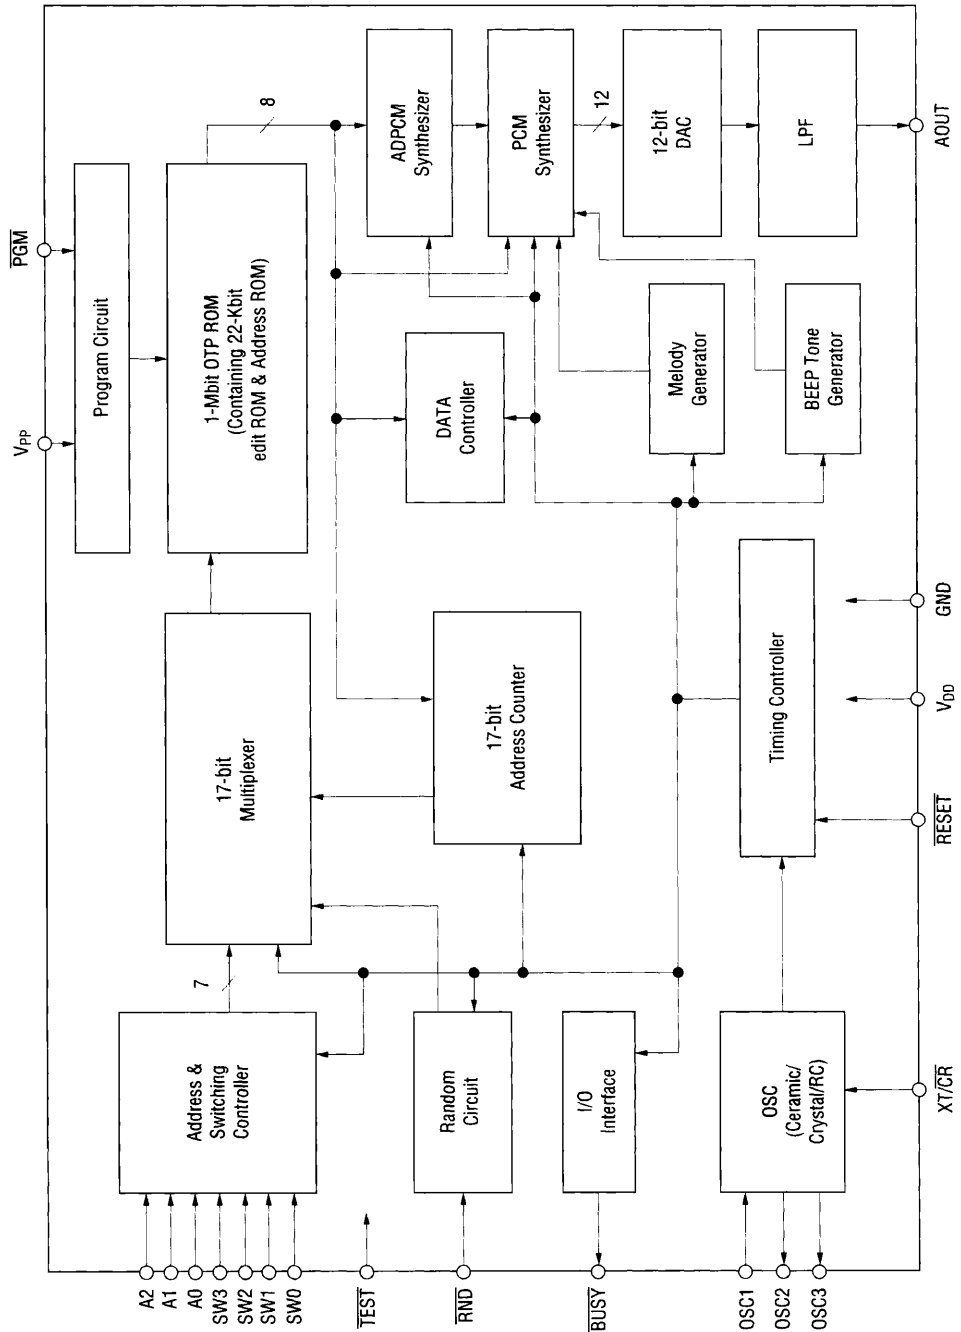 A2
A1
A0
SW3
SW2
SW1
SW0
TEST
RND
BUSY
OSC1
OSC2
OSC3
Address &
Switching
Controller
7
Random
Circuit
I/O
Interface
OSC
(Ceramic/
Crystal/RC)
XT/CR
17-bit
Multiplexer
17-bit
Address Counter
Timing Controller
RESET
VDD
GND
VPP
PGM
Program Circuit
1-Mbit OTP ROM
(Containing 22-Kbit
edit ROM & Address ROM)
8
DATA
Controller
Melody
Generator
BEEP Tone
Generator
ADPCM
Synthesizer
PCM
Synthesizer
12
12-bit
DAC
LPF
AOUT